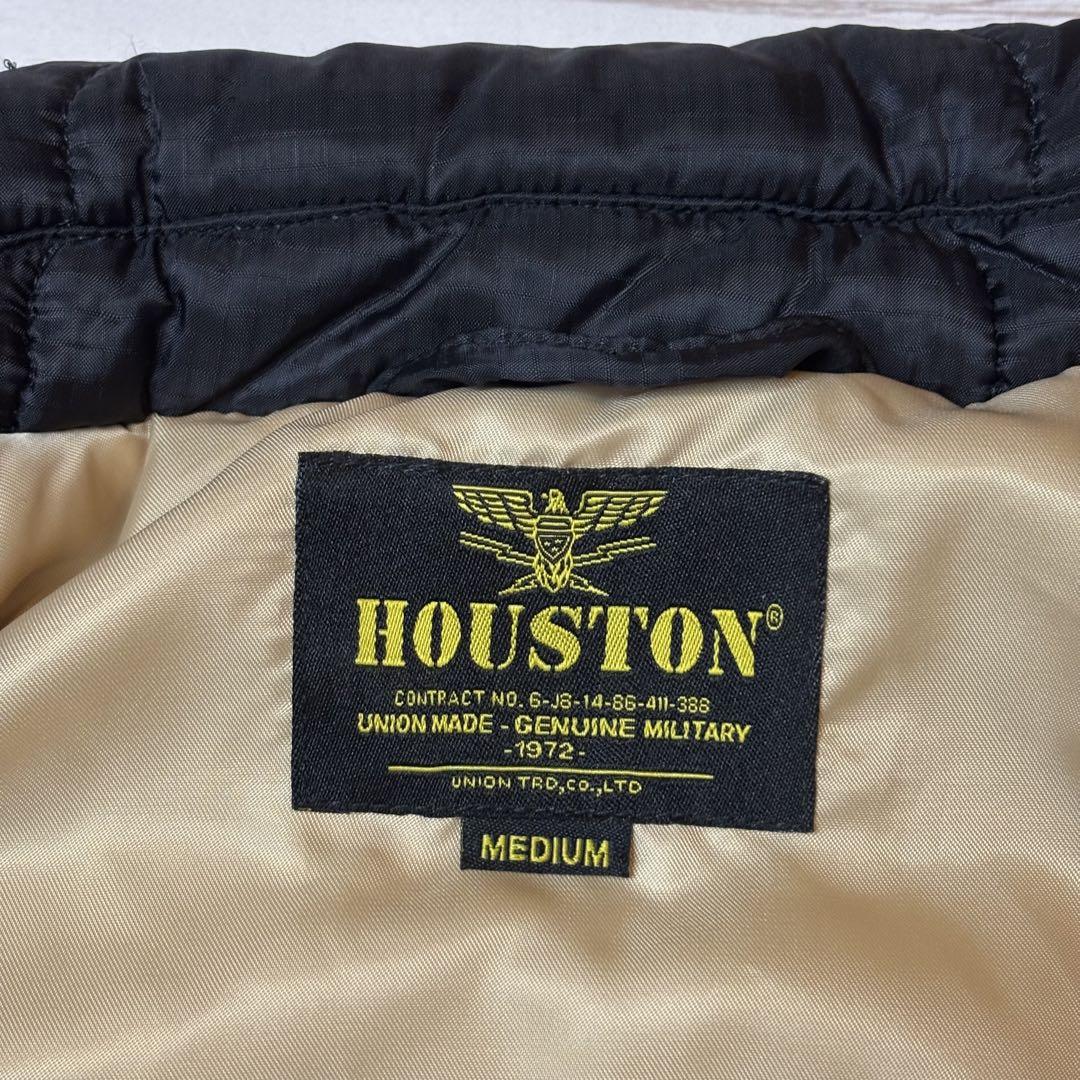 HOUSTON®
CONTRACT NO. 6-J8-14-86-411-388
UNION MADE - GENUINE MILITARY
-1972-
UNION TRD,CO.,LTD
MEDIUM